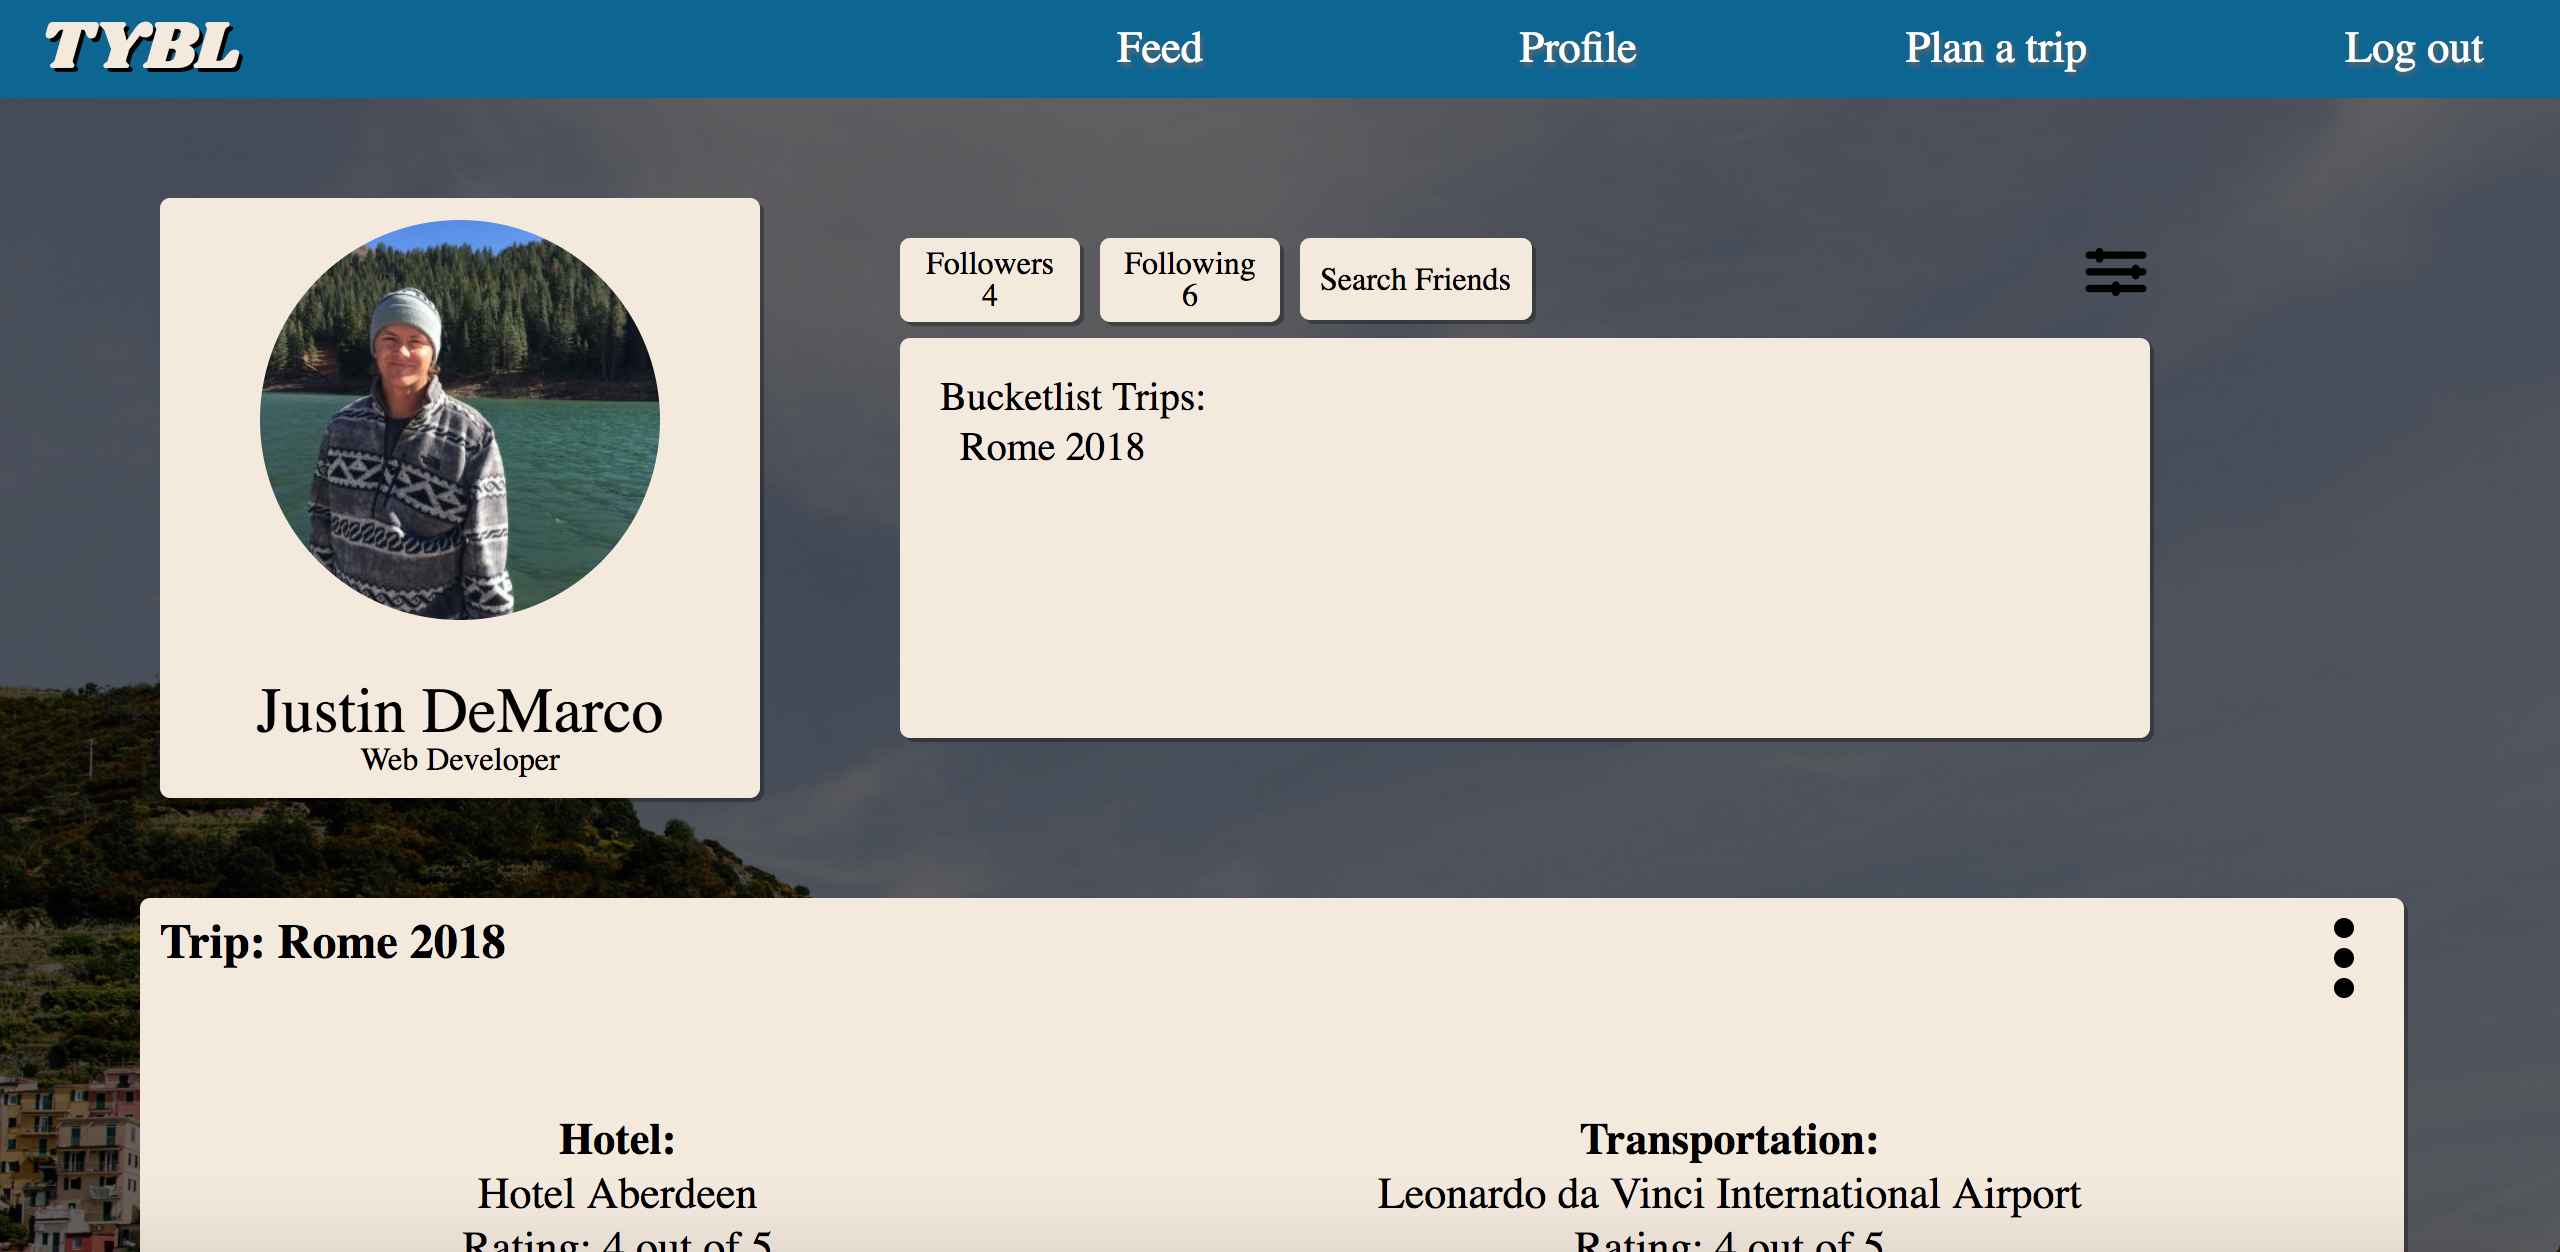 TYBL
Feed
Profile
Plan a trip
Log out
Followers
4
Following
6
Search Friends
Bucketlist Trips:
Rome 2018
Justin DeMarco
Web Developer
Trip: Rome 2018
Hotel:
Hotel Aberdeen
Rating: 4 out of 5
Transportation:
Leonardo da Vinci International Airport
Rating: 4 out of 5